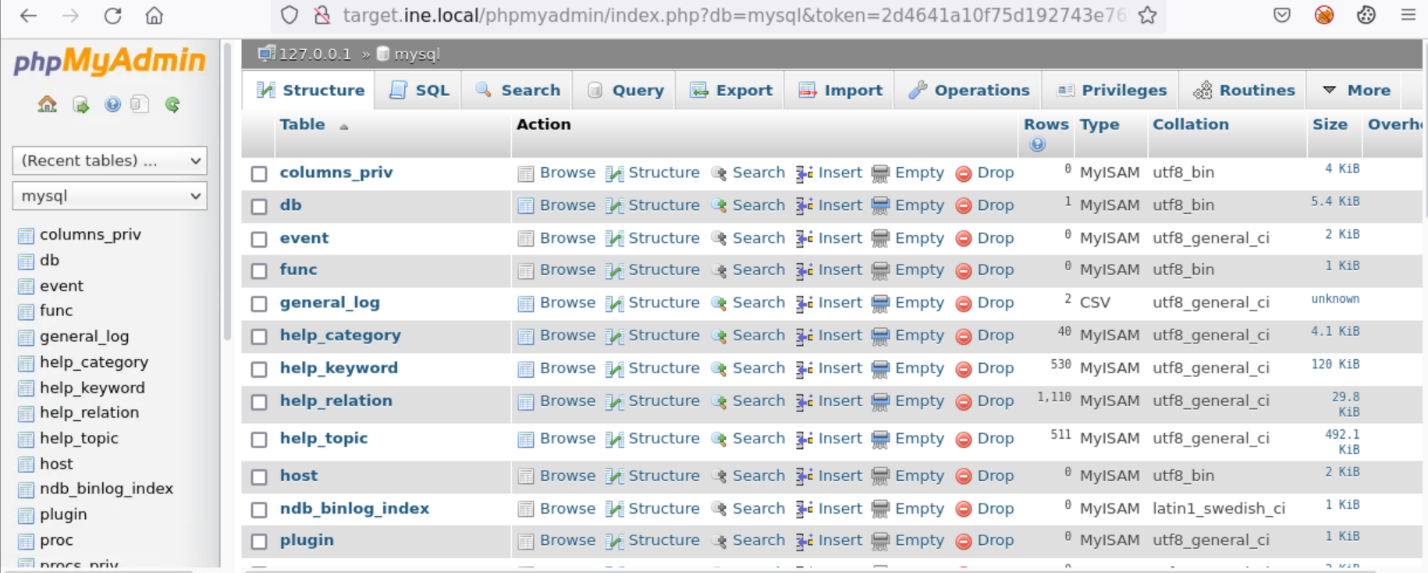 target.ine.local/phpmyadmin/index.php?db=mysql&token=2d4641a10f75d192743e76
phpMyAdmin
(Recent tables) ...
mysql
columns_priv
db
event
func
general_log
help_category
help_keyword
help_relation
help_topic
host
ndb_binlog_index
plugin
proc
procs_priv
127.0.0.1 » mysql
Structure SQL Search Query Export Import Operations Privileges Routines More
Table Action Rows Type Collation Size Overhe
columns_priv Browse Structure Search Insert Empty Drop 0 MyISAM utf8_bin 4 KiB
db Browse Structure Search Insert Empty Drop 1 MyISAM utf8_bin 5.4 KiB
event Browse Structure Search Insert Empty Drop 0 MyISAM utf8_general_ci 2 KiB
func Browse Structure Search Insert Empty Drop 0 MyISAM utf8_bin 1 KiB
general_log Browse Structure Search Insert Empty Drop 2 CSV utf8_general_ci unknown
help_category Browse Structure Search Insert Empty Drop 40 MyISAM utf8_general_ci 4.1 KiB
help_keyword Browse Structure Search Insert Empty Drop 530 MyISAM utf8_general_ci 120 KiB
help_relation Browse Structure Search Insert Empty Drop 1,110 MyISAM utf8_general_ci 29.8
KiB
help_topic Browse Structure Search Insert Empty Drop 511 MyISAM utf8_general_ci 492.1
KiB
host Browse Structure Search Insert Empty Drop 0 MyISAM utf8_bin 2 KiB
ndb_binlog_index Browse Structure Search Insert Empty Drop 0 MyISAM latin1_swedish_ci 1 KiB
plugin Browse Structure Search Insert Empty Drop 0 MyISAM utf8_general_ci 1 KiB